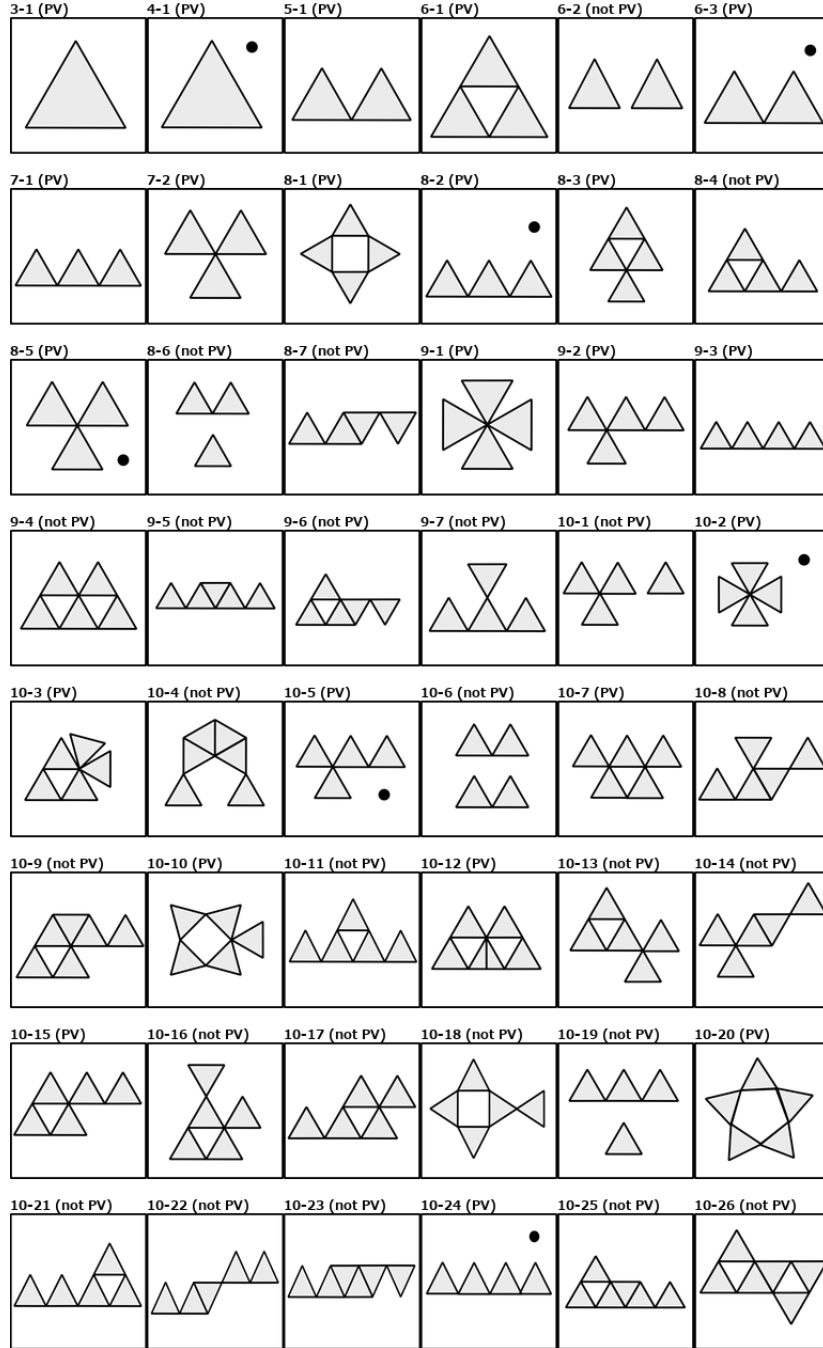 3-1 (PV) 4-1 (PV) 5-1 (PV) 6-1 (PV) 6-2 (not PV) 6-3 (PV)
7-1 (PV) 7-2 (PV) 8-1 (PV) 8-2 (PV) 8-3 (PV) 8-4 (not PV)
8-5 (PV) 8-6 (not PV) 8-7 (not PV) 9-1 (PV) 9-2 (PV) 9-3 (PV)
9-4 (not PV) 9-5 (not PV) 9-6 (not PV) 9-7 (not PV) 10-1 (not PV) 10-2 (PV)
10-3 (PV) 10-4 (not PV) 10-5 (PV) 10-6 (not PV) 10-7 (PV) 10-8 (not PV)
10-9 (not PV) 10-10 (PV) 10-11 (not PV) 10-12 (PV) 10-13 (not PV) 10-14 (not PV)
10-15 (PV) 10-16 (not PV) 10-17 (not PV) 10-18 (not PV) 10-19 (not PV) 10-20 (PV)
10-21 (not PV) 10-22 (not PV) 10-23 (not PV) 10-24 (PV) 10-25 (not PV) 10-26 (not PV)